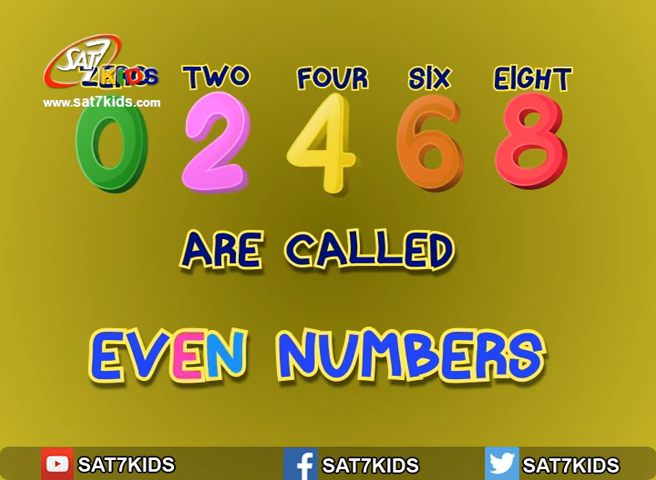 SAT7
KIDS
ZERO TWO FOUR SIX EIGHT
www.sat7kids.com
0 2 4 6 8
ARE CALLED
EVEN NUMBERS
SAT7KIDS SAT7KIDS SAT7KIDS